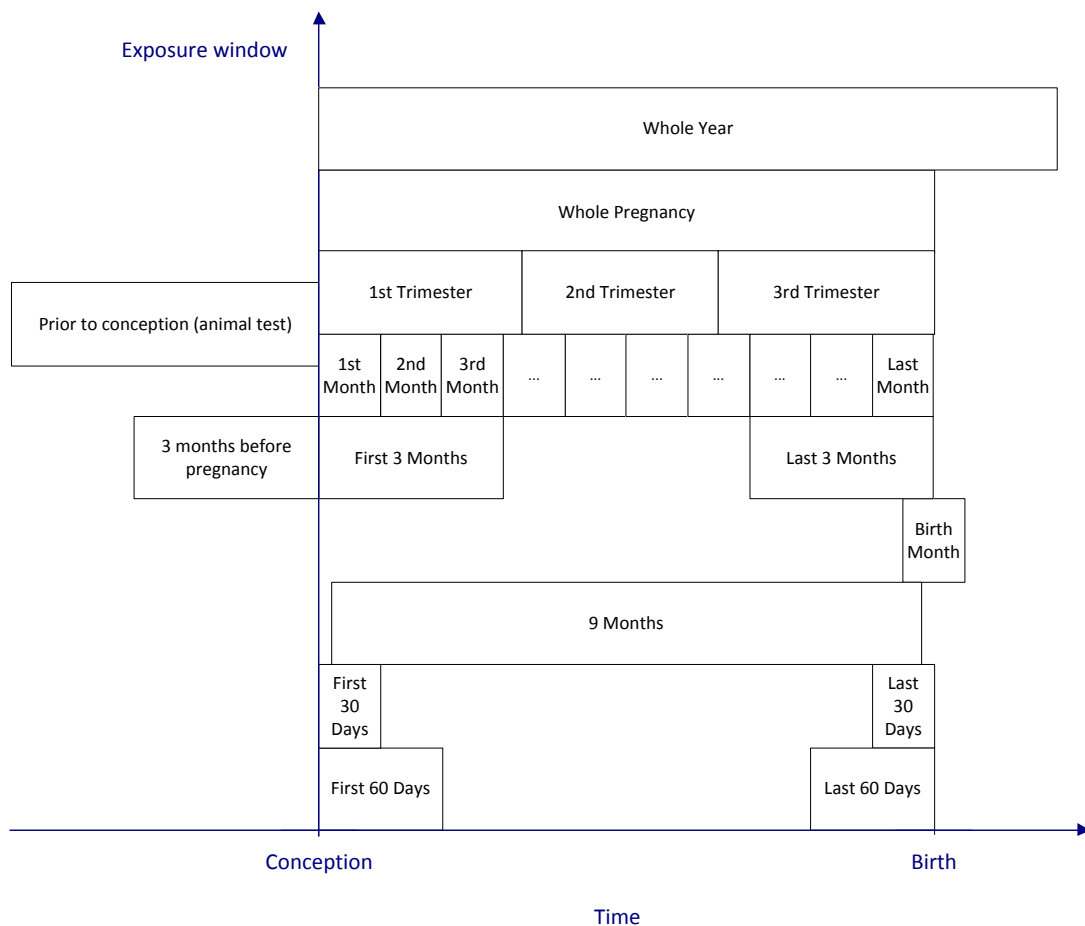 Exposure window
Whole Year
Whole Pregnancy
1st Trimester
2nd Trimester
3rd Trimester
Prior to conception (animal test)
1st
Month
2nd
Month
3rd
Month
...
...
...
...
...
...
Last
Month
3 months before
pregnancy
First 3 Months
Last 3 Months
Birth
Month
9 Months
First
30
Days
Last
30
Days
First 60 Days
Last 60 Days
Conception
Birth
Time